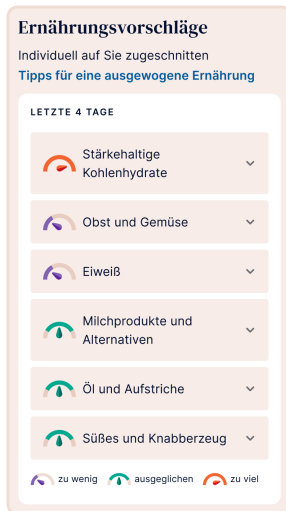 Ernährungsvorschläge
Individuell auf Sie zugeschnitten
Tipps für eine ausgewogene Ernährung
LETZTE 4 TAGE
Stärkehaltige
Kohlenhydrate
Obst und Gemüse
Eiweiß
Milchprodukte und
Alternativen
Öl und Aufstriche
Süßes und Knabberzeug
zu wenig ausgeglichen zu viel